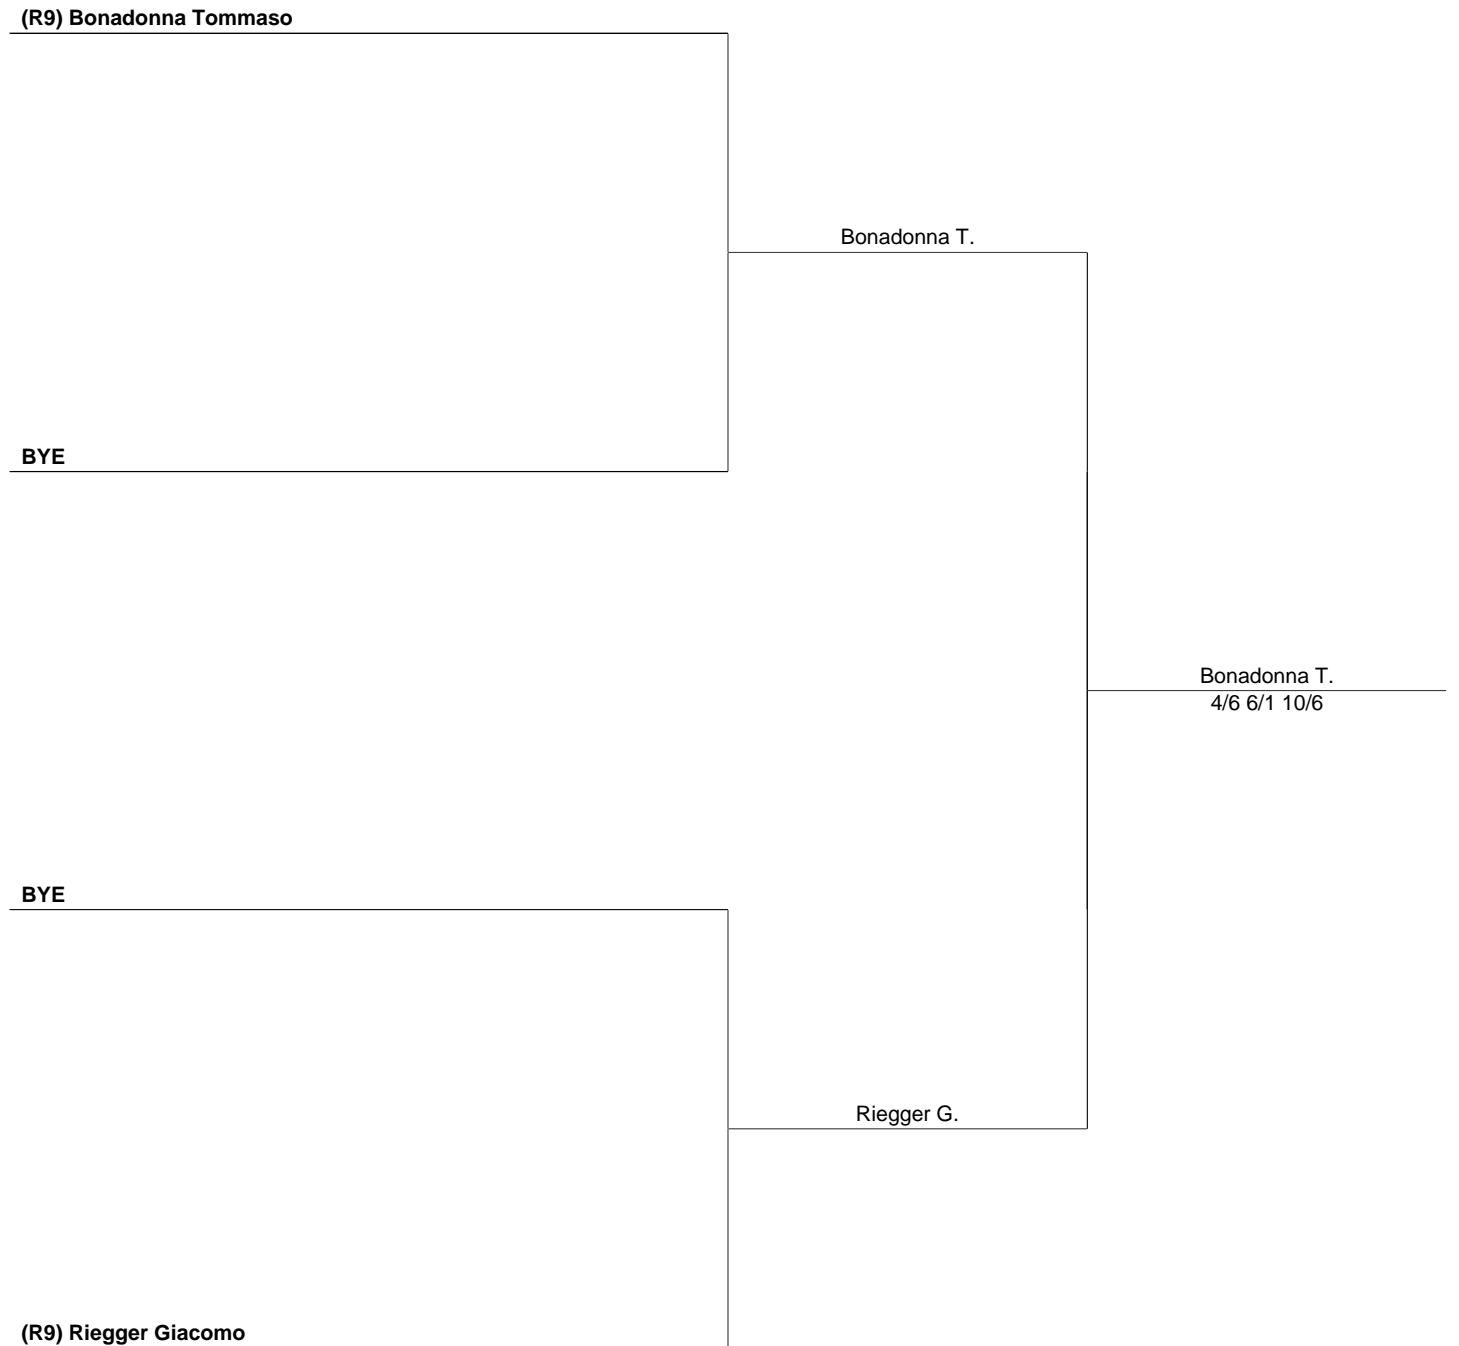 (R9) Bonadonna Tommaso
Bonadonna T.
BYE
Bonadonna T.
4/6 6/1 10/6
BYE
Riegger G.
(R9) Riegger Giacomo